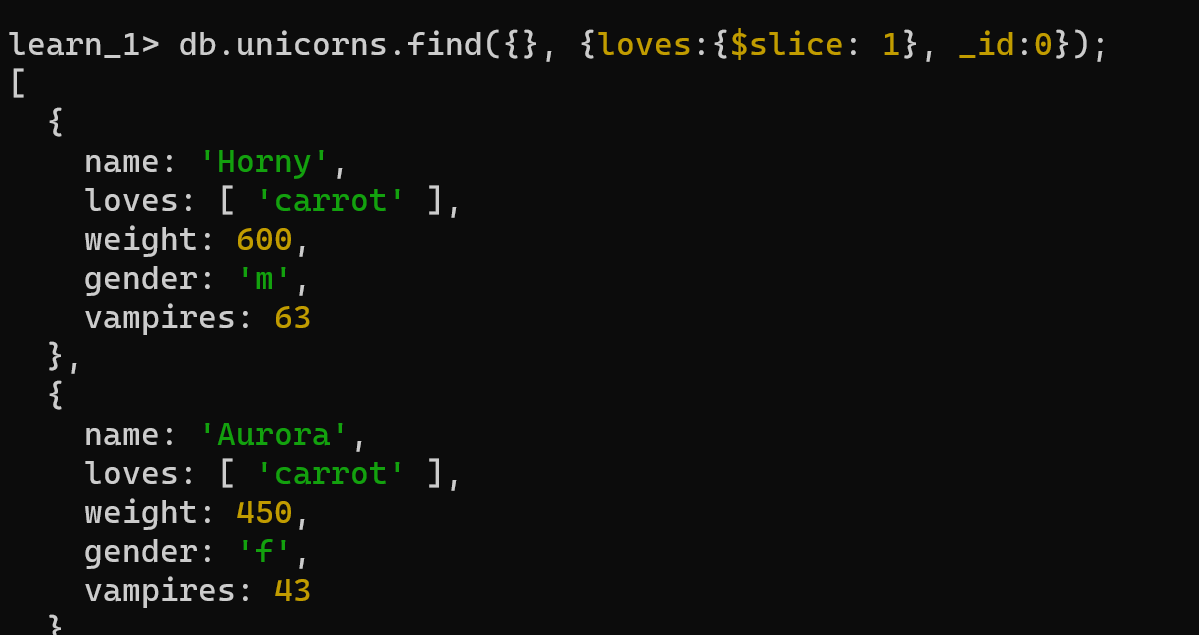 learn_1> db.unicorns.find({}, {loves:{$slice: 1}, _id:0});
[
  {
    name: 'Horny',
    loves: [ 'carrot' ],
    weight: 600,
    gender: 'm',
    vampires: 63
  },
  {
    name: 'Aurora',
    loves: [ 'carrot' ],
    weight: 450,
    gender: 'f',
    vampires: 43
  }